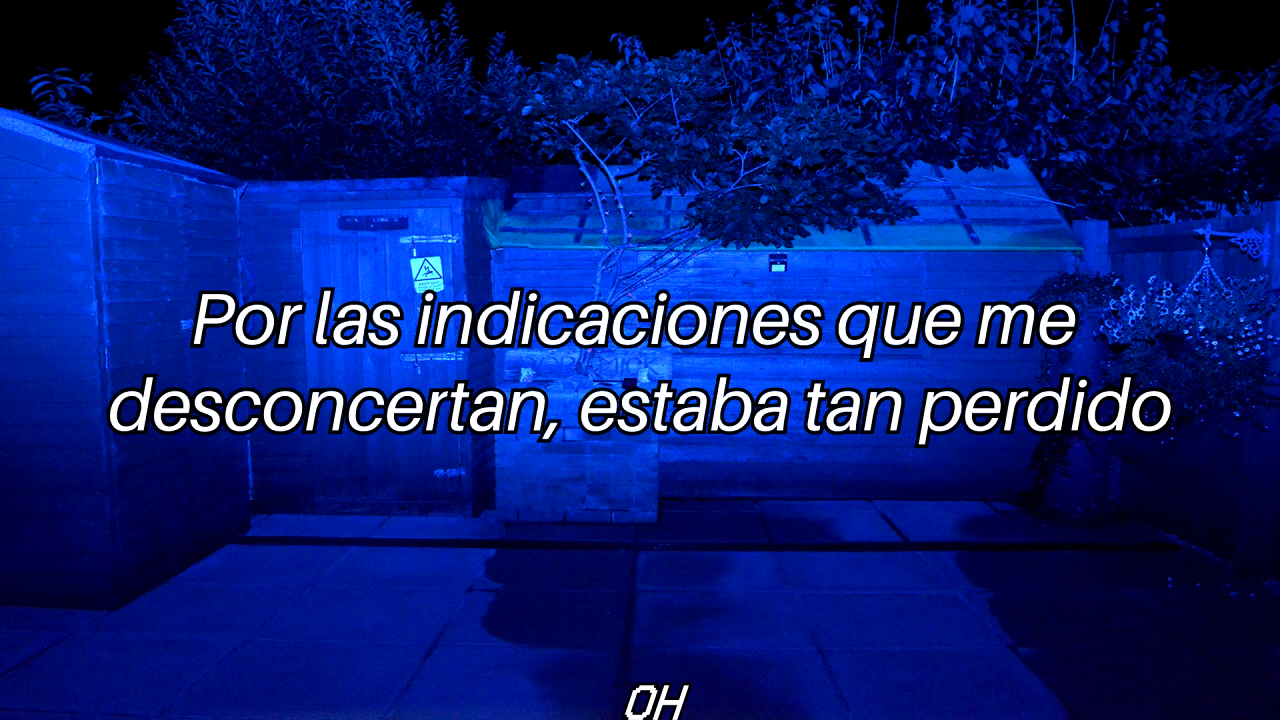 Por las indicaciones que me
desconcertan, estaba tan perdido
QH